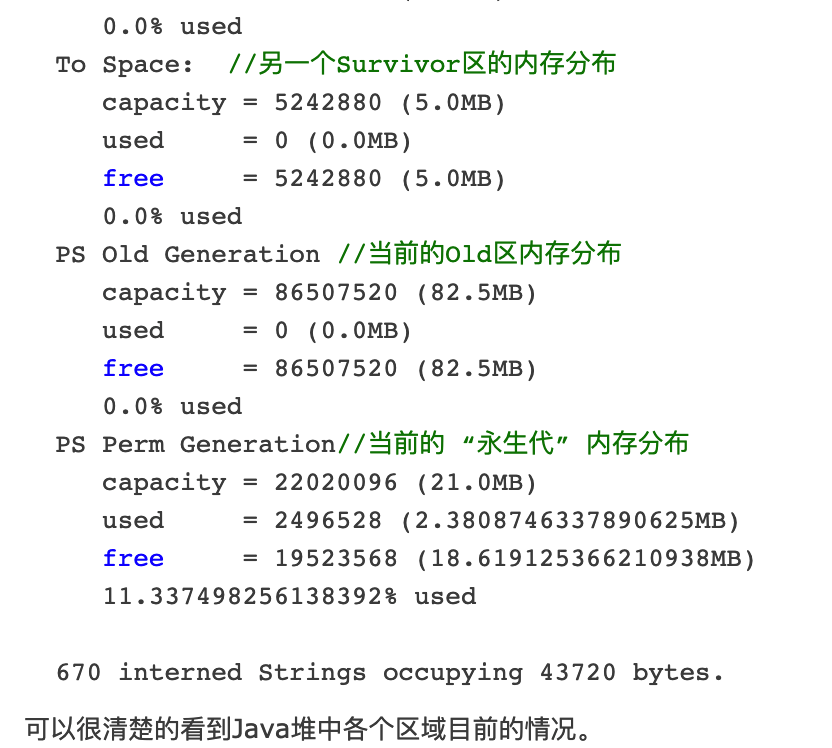 0.0% used
To Space:  //另一个Survivor区的内存分布
capacity = 5242880 (5.0MB)
used     = 0 (0.0MB)
free     = 5242880 (5.0MB)
0.0% used
PS Old Generation //当前的Old区内存分布
capacity = 86507520 (82.5MB)
used     = 0 (0.0MB)
free     = 86507520 (82.5MB)
0.0% used
PS Perm Generation//当前的 “永生代” 内存分布
capacity = 22020096 (21.0MB)
used     = 2496528 (2.3808746337890625MB)
free     = 19523568 (18.619125366210938MB)
11.337498256138392% used
670 interned Strings occupying 43720 bytes.
可以很清楚的看到Java堆中各个区域目前的情况。